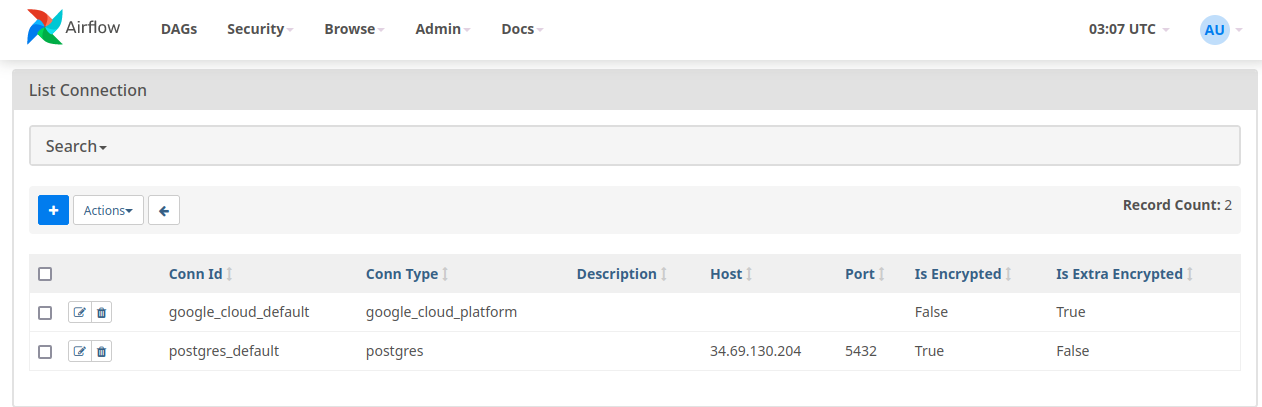 Airflow DAGs Security Browse Admin Docs 03:07 UTC AU
List Connection
Search
+ Actions Record Count: 2
Conn Id Conn Type Description Host Port Is Encrypted Is Extra Encrypted
google_cloud_default google_cloud_platform False True
postgres_default postgres 34.69.130.204 5432 True False